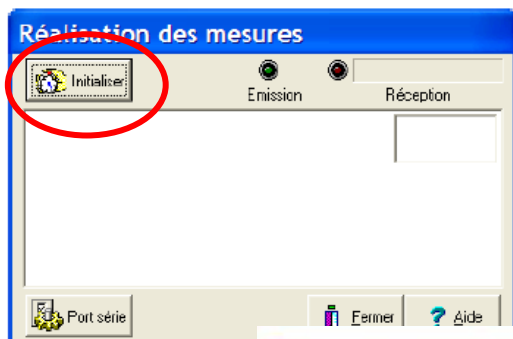 Réalisation des mesures
Initialiser
Emission
Réception
Port série
Fermer
Aide